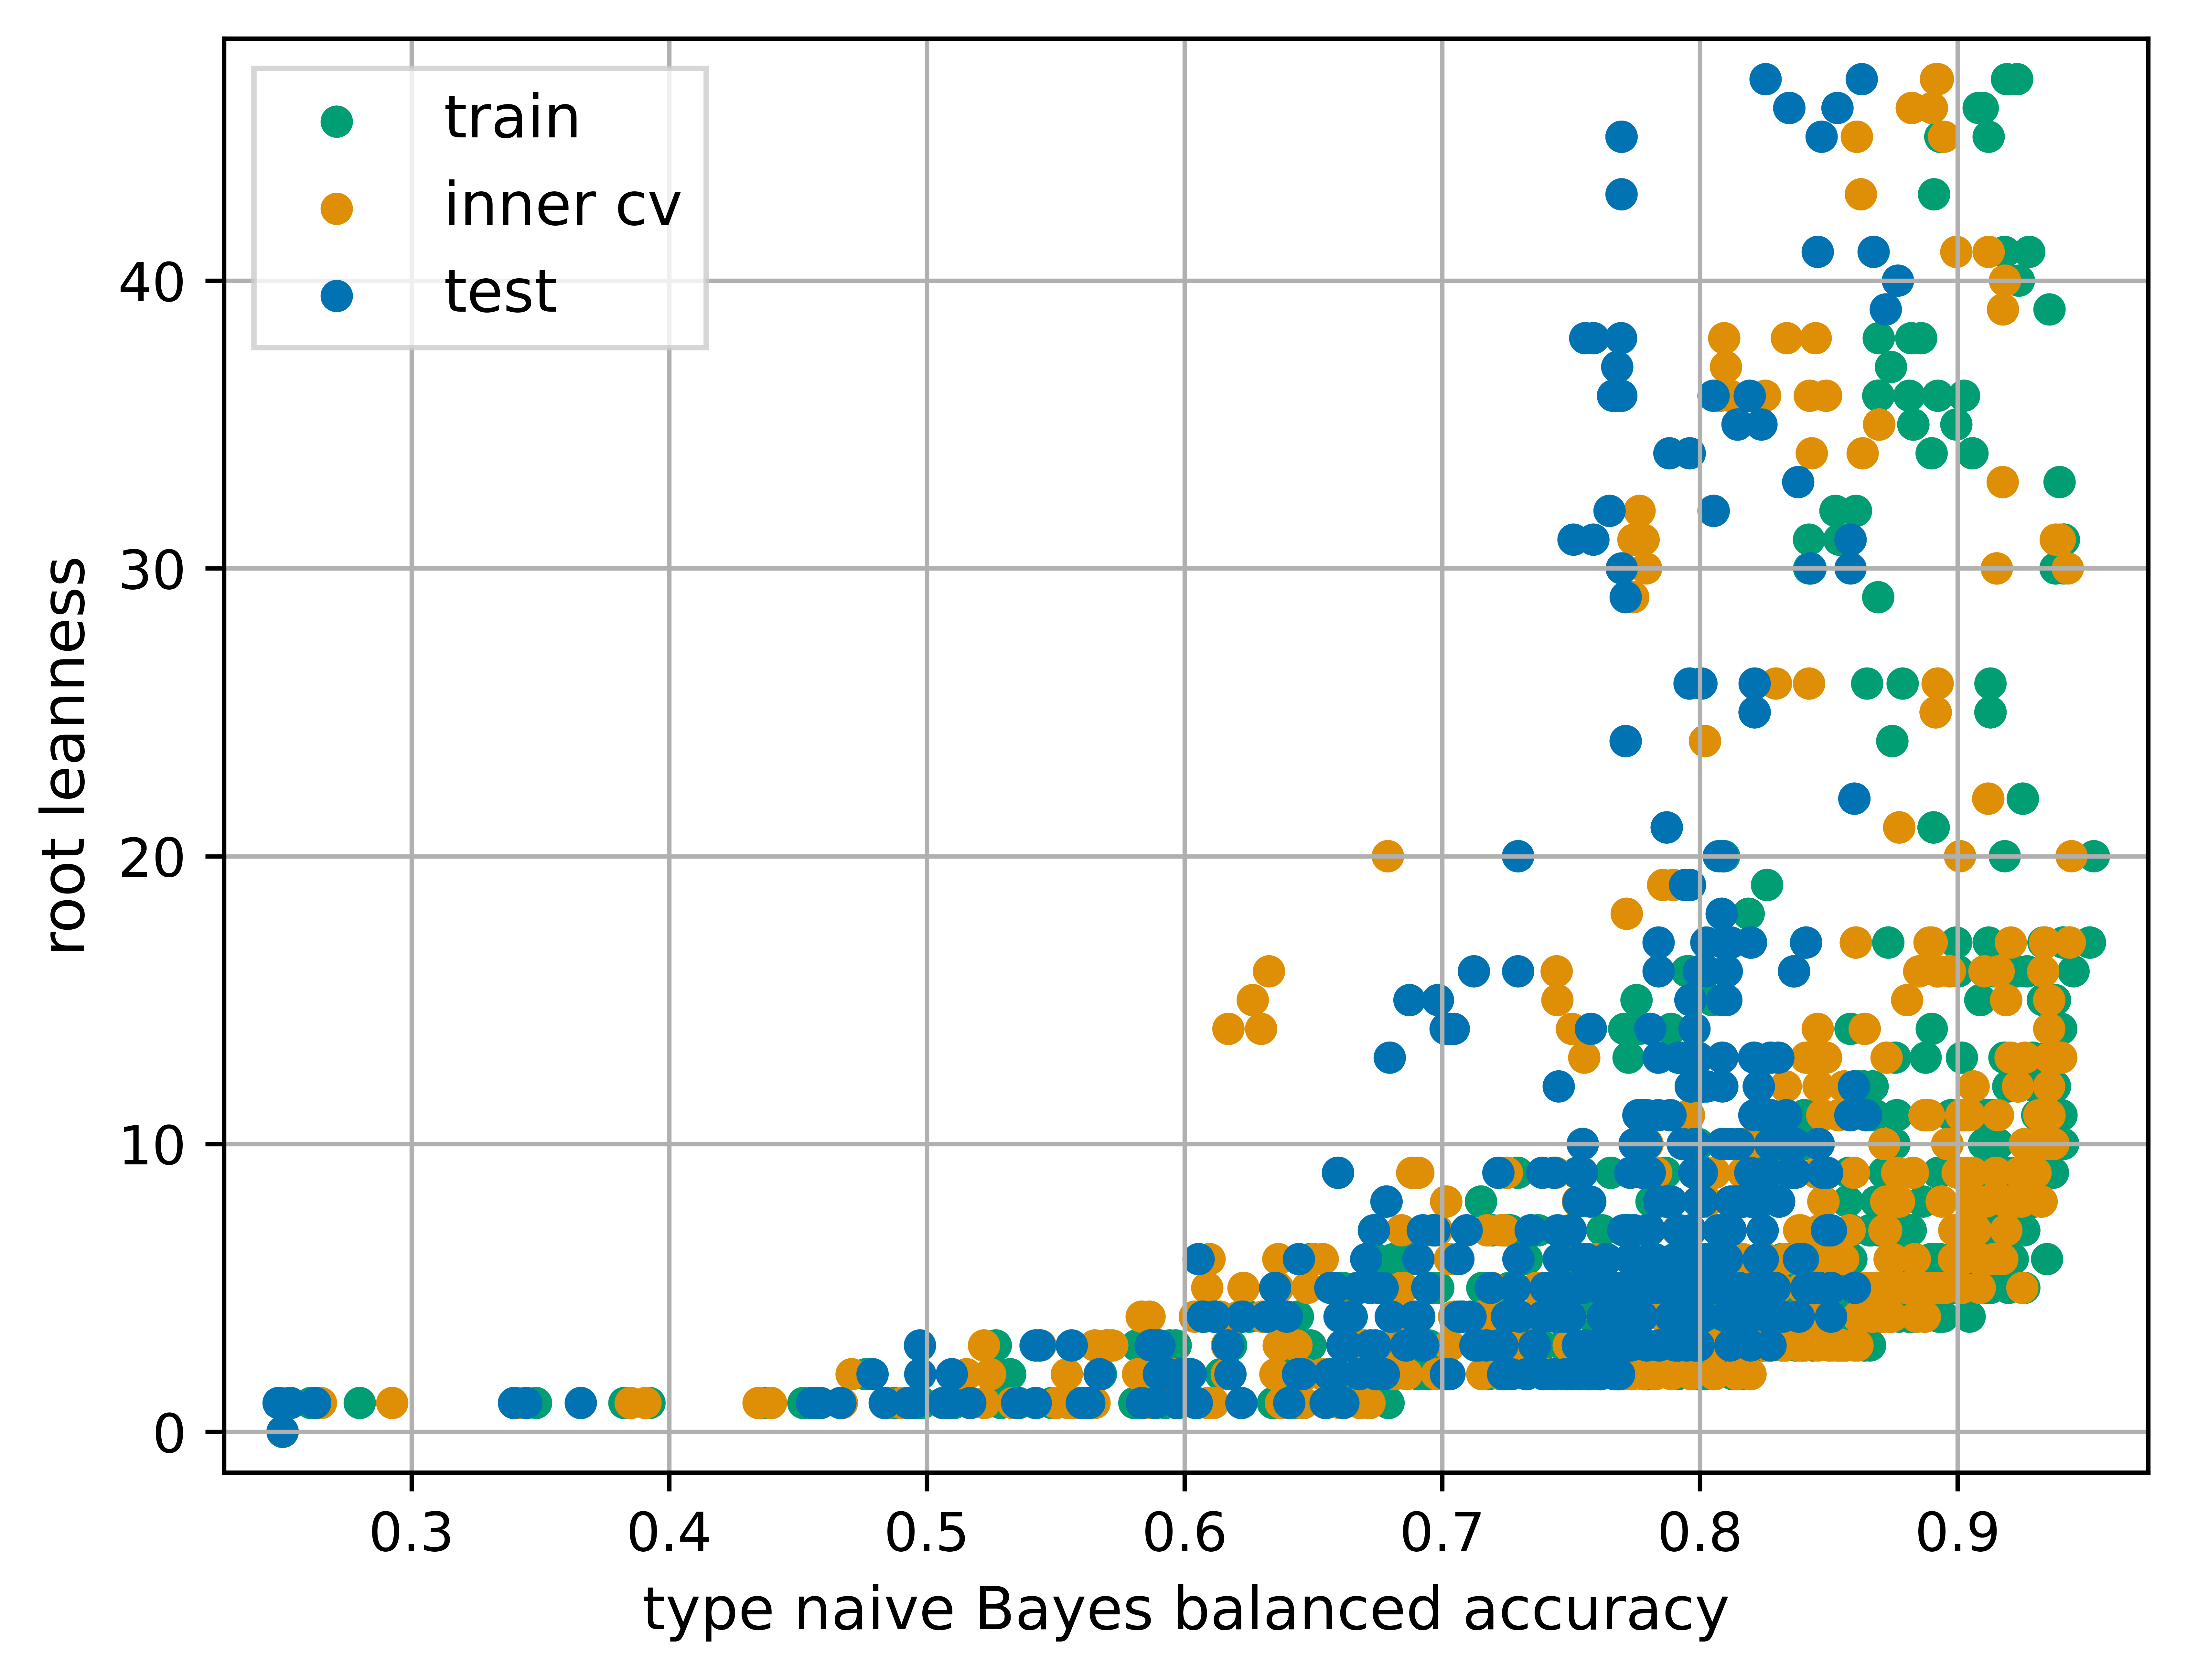 train
inner cv
test
root leanness
40
30
20
10
0
0.3 0.4 0.5 0.6 0.7 0.8 0.9
type naive Bayes balanced accuracy